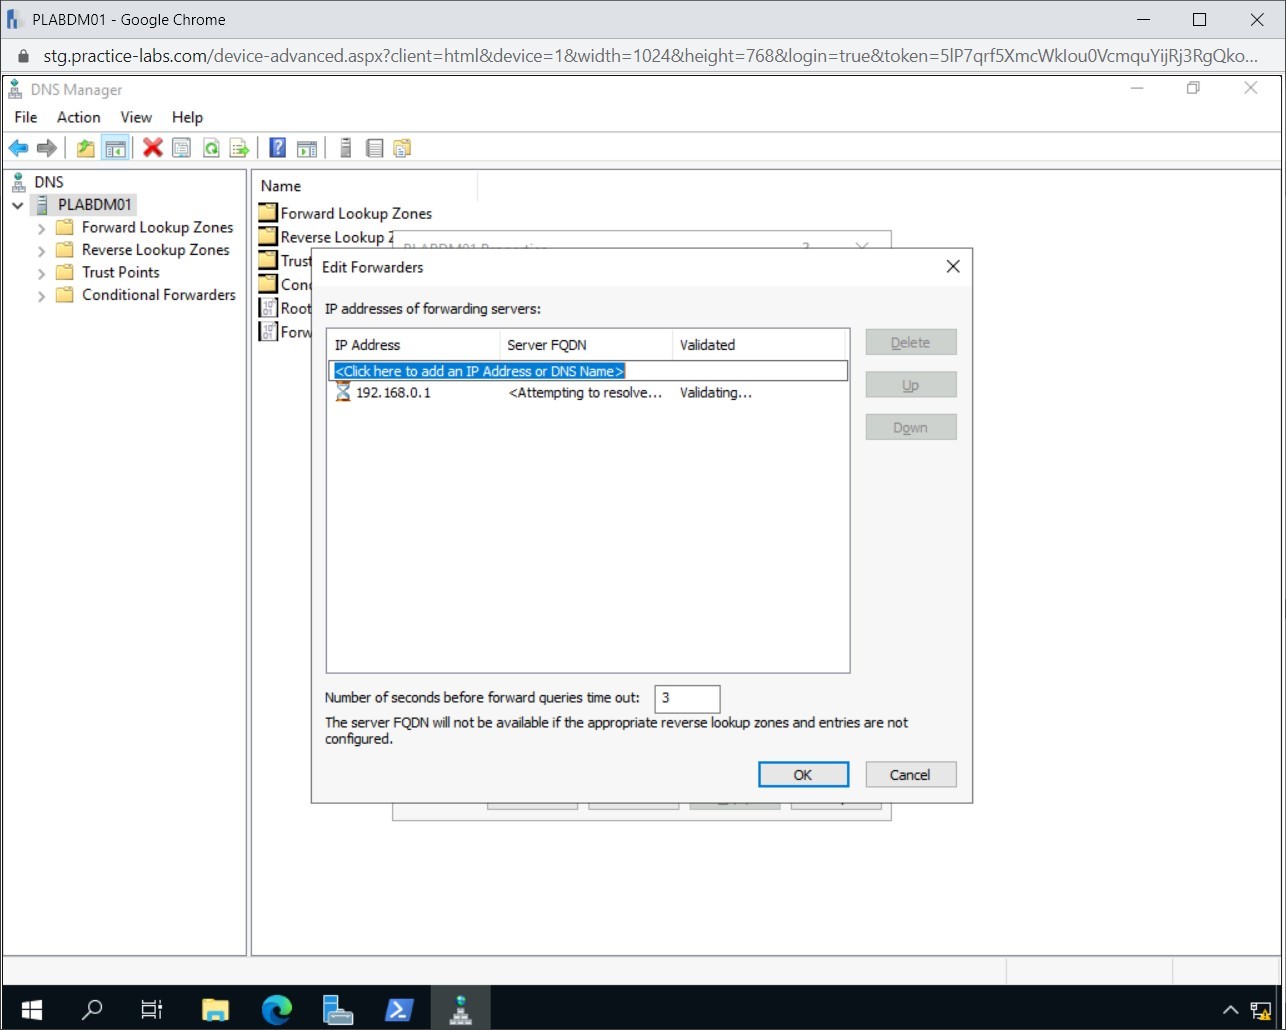 PLABDM01 - Google Chrome
stg.practice-labs.com/device-advanced.aspx?client=html&device=1&width=1024&height=768&login=true&token=5lP7qrf5XmcWkIou0VcmquYijRj3RgQko...
DNS Manager
File Action View Help
DNS
PLABDM01
Forward Lookup Zones
Reverse Lookup Zones
Trust Points
Conditional Forwarders
Name
Forward Lookup Zones
Reverse Lookup Z
Trust
Con
Root
Forw
PLABDM01 Properties
Edit Forwarders
IP addresses of forwarding servers:
IP Address Server FQDN Validated
<Click here to add an IP Address or DNS Name>
192.168.0.1 <Attempting to resolve... Validating...
Delete
Up
Down
Number of seconds before forward queries time out: 3
The server FQDN will not be available if the appropriate reverse lookup zones and entries are not
configured.
OK Cancel